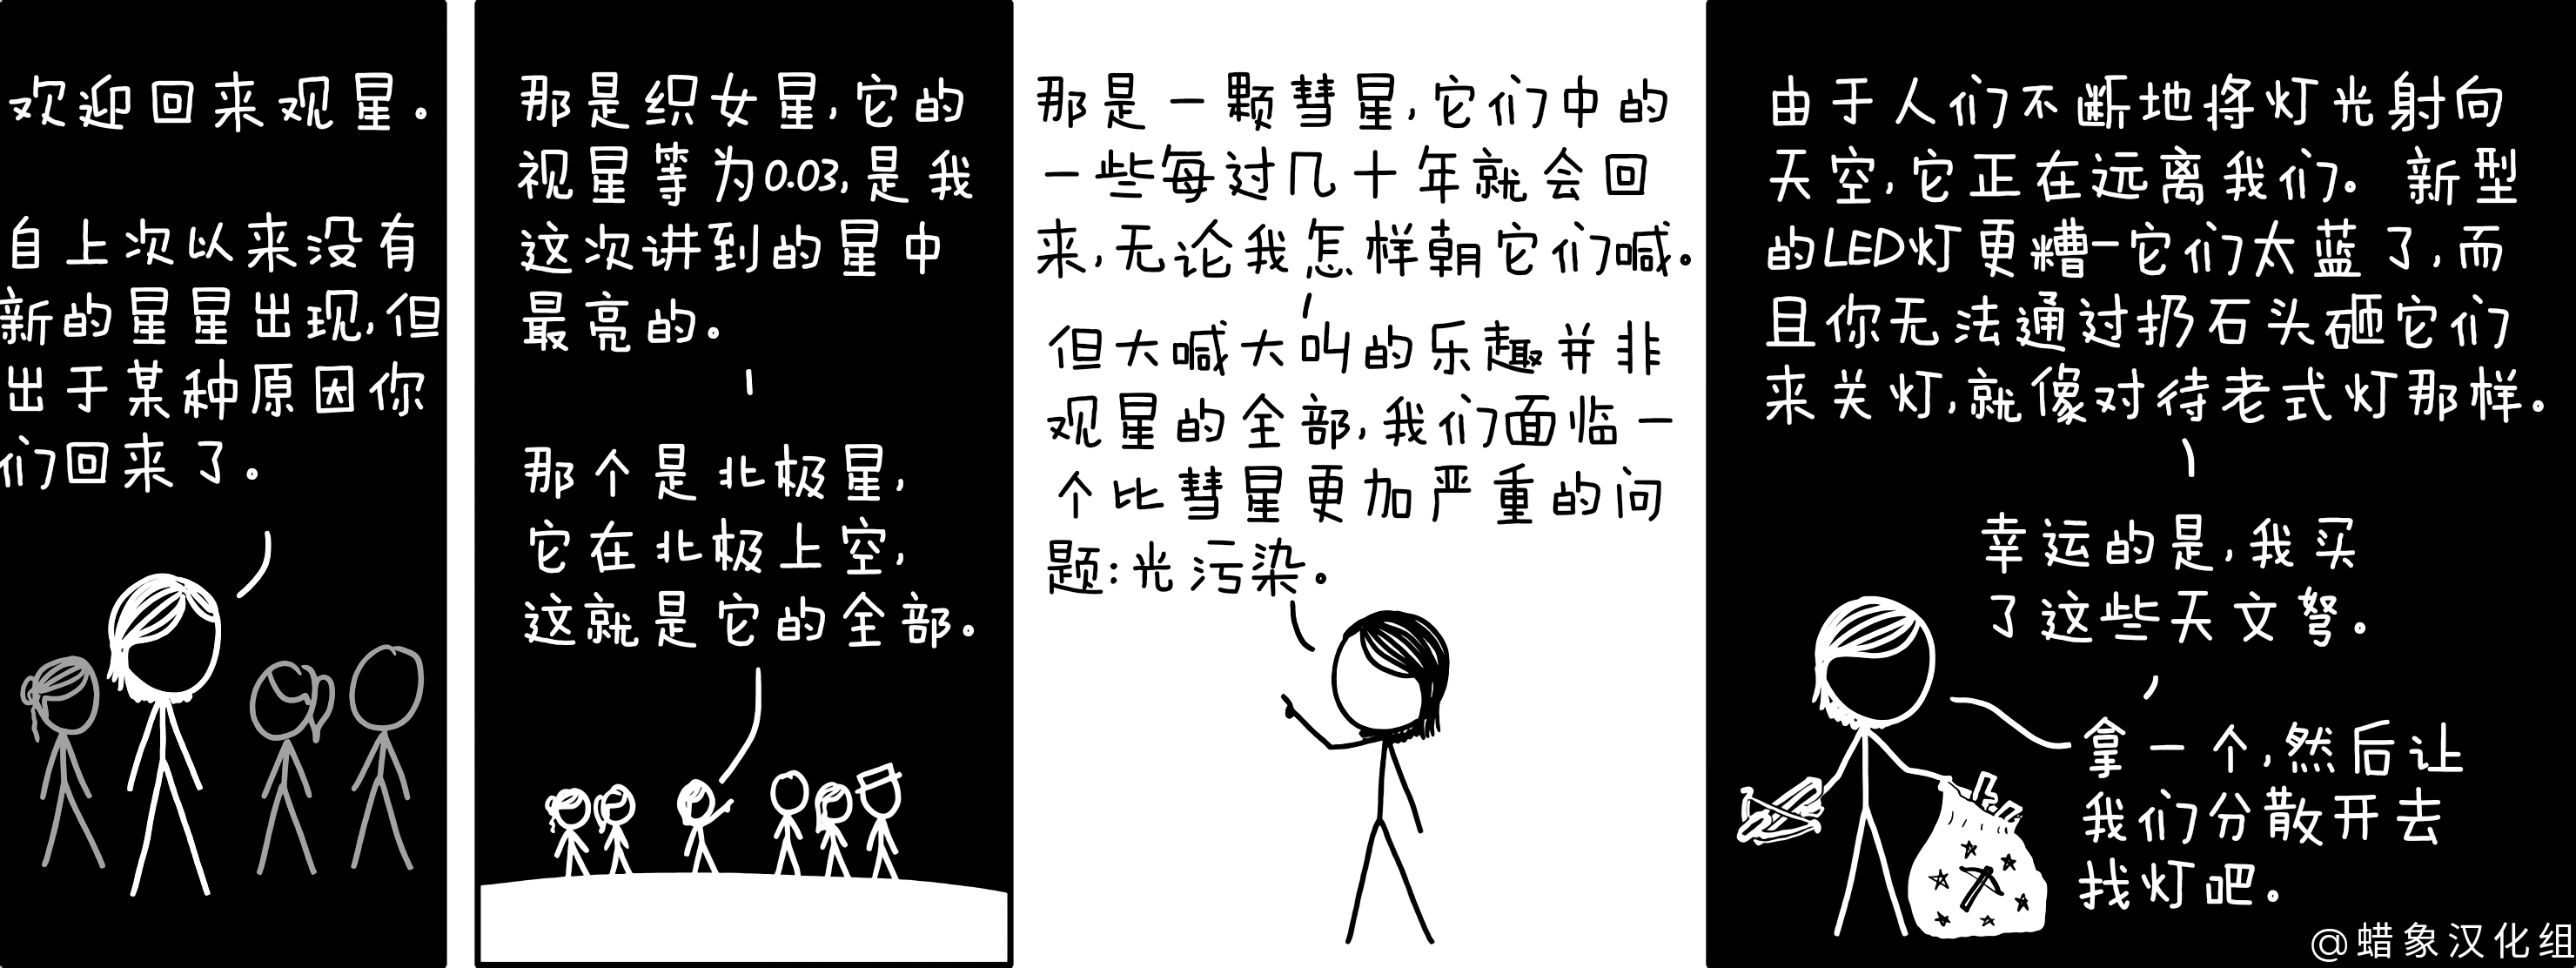 欢迎回来观星。
自上次以来没有
新的星星出现,但
出于某种原因你
们回来了。
那是织女星,它的
视星等为0.03,是我
这次讲到的星中
最亮的。
那个是北极星,
它在北极上空,
这就是它的全部。
那是一颗彗星,它们中的
一些每过几十年就会回
来,无论我怎样朝它们喊。
但大喊大叫的乐趣并非
观星的全部,我们面临一
个比彗星更加严重的问
题:光污染。
由于人们不断地将灯光射向
天空,它正在远离我们。新型
的LED灯更糟-它们太蓝了,而
且你无法通过扔石头砸它们
来关灯,就像对待老式灯那样。
幸运的是,我买
了这些天文弩。
拿一个,然后让
我们分散开去
找灯吧。
@蜡象汉化组